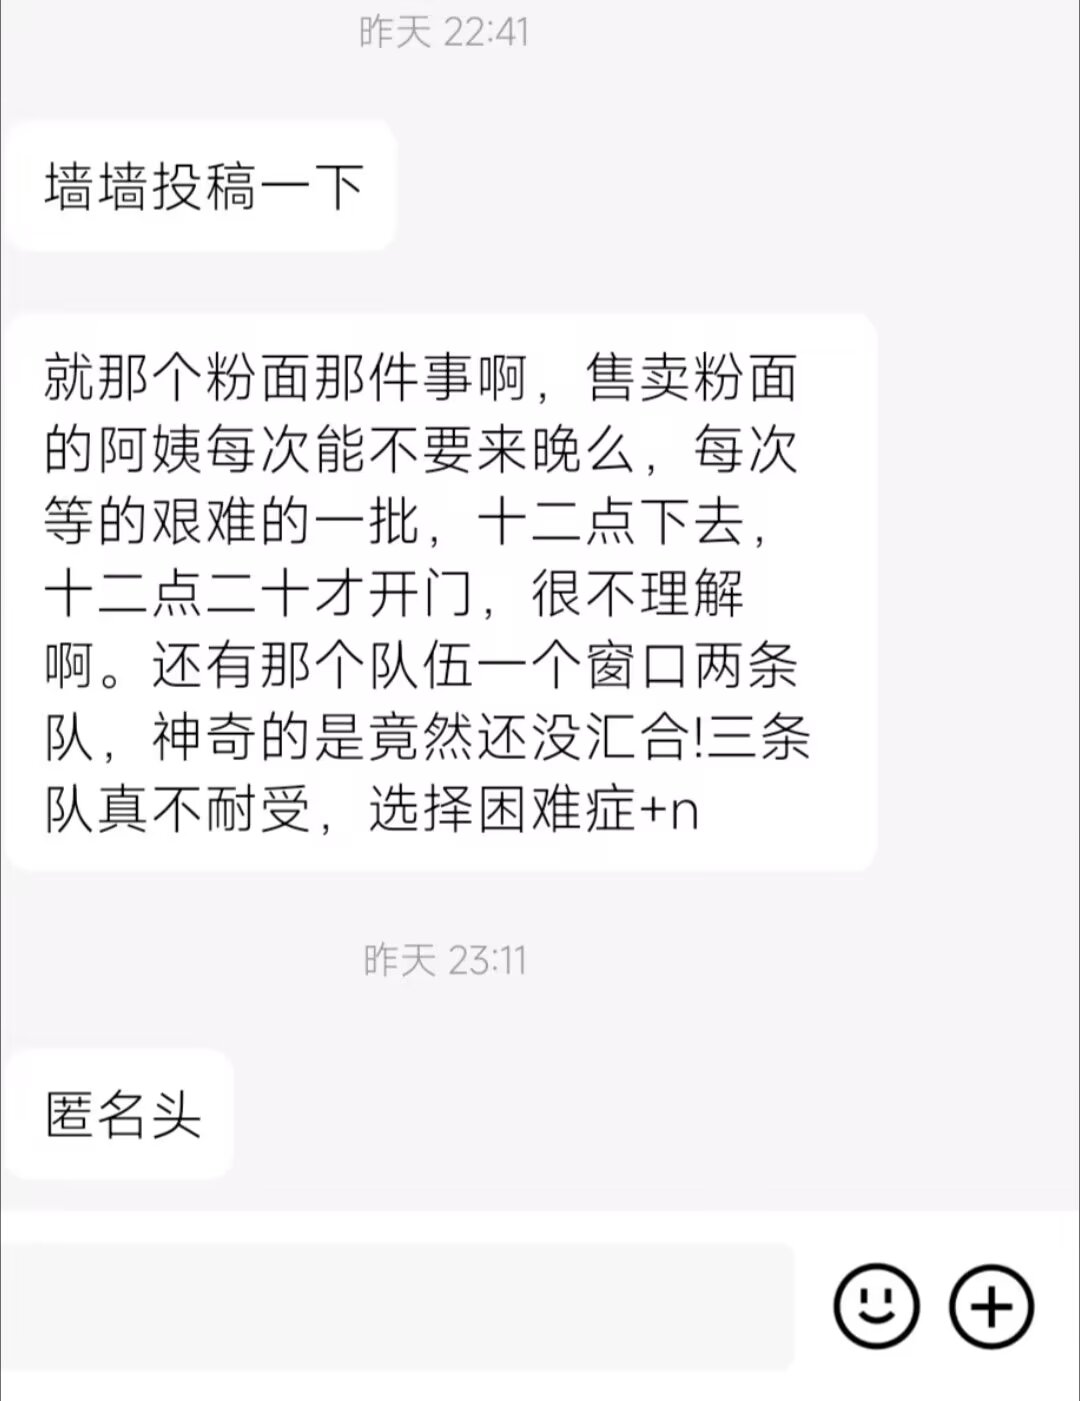 昨天 22:41
墙墙投稿一下
就那个粉面那件事啊，售卖粉面
的阿姨每次能不要来晚么，每次
等的艰难的一批，十二点下去，
十二点二十才开门，很不理解
啊。还有那个队伍一个窗口两条
队，神奇的是竟然还没汇合!三条
队真不耐受，选择困难症+n
昨天 23:11
匿名头